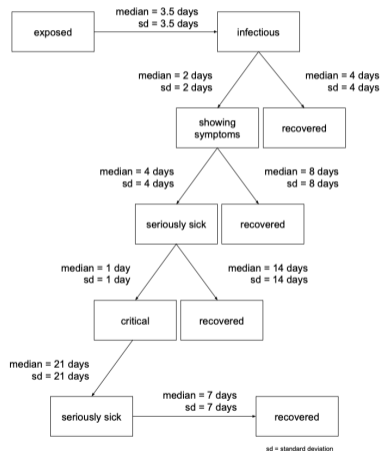 median = 3.5 days
sd = 3.5 days
exposed
infectious
median = 2 days
sd = 2 days
median = 4 days
sd = 4 days
showing
symptoms
recovered
median = 4 days
sd = 4 days
median = 8 days
sd = 8 days
seriously sick
recovered
median = 1 day
sd = 1 day
median = 14 days
sd = 14 days
critical
recovered
median = 21 days
sd = 21 days
median = 7 days
sd = 7 days
seriously sick
recovered
sd = standard deviation